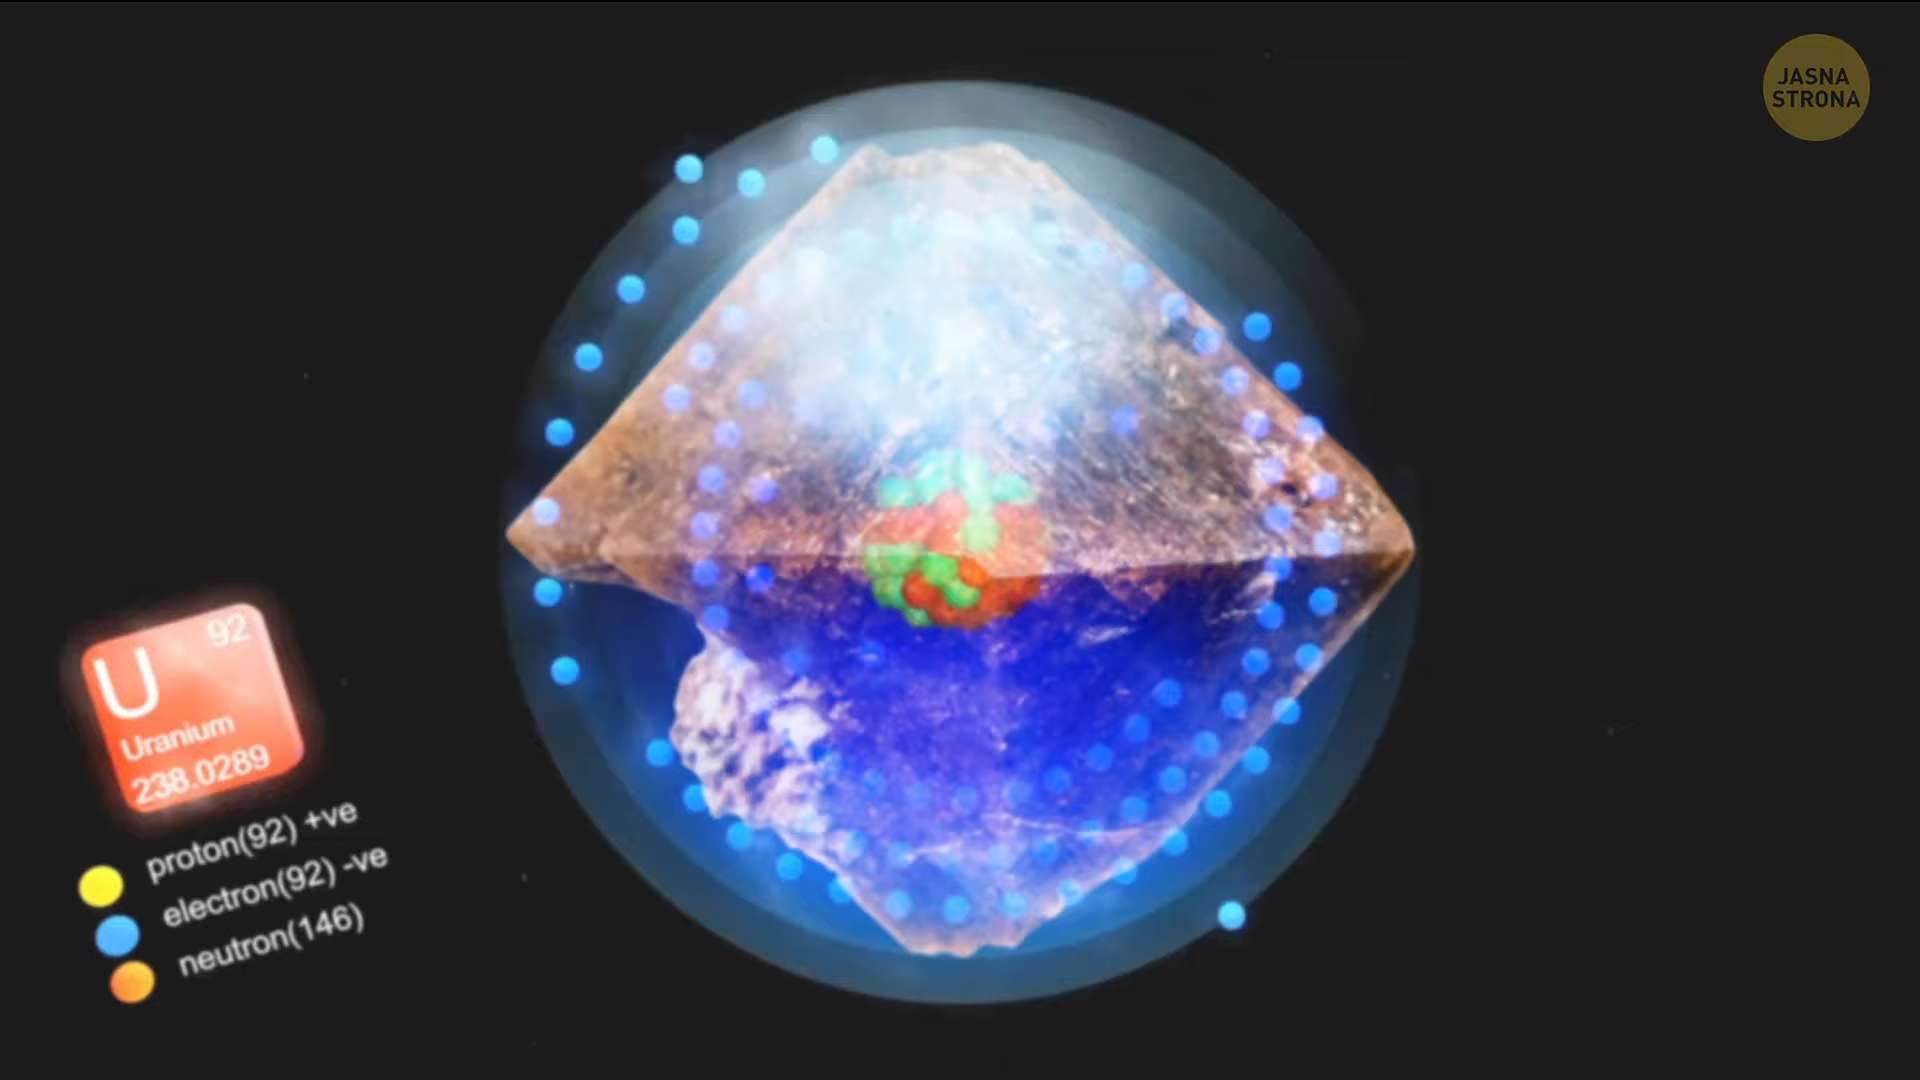 JASNA
STRONA
92
U
Uranium
238.0289
proton(92) +ve
electron(92) -ve
neutron(146)